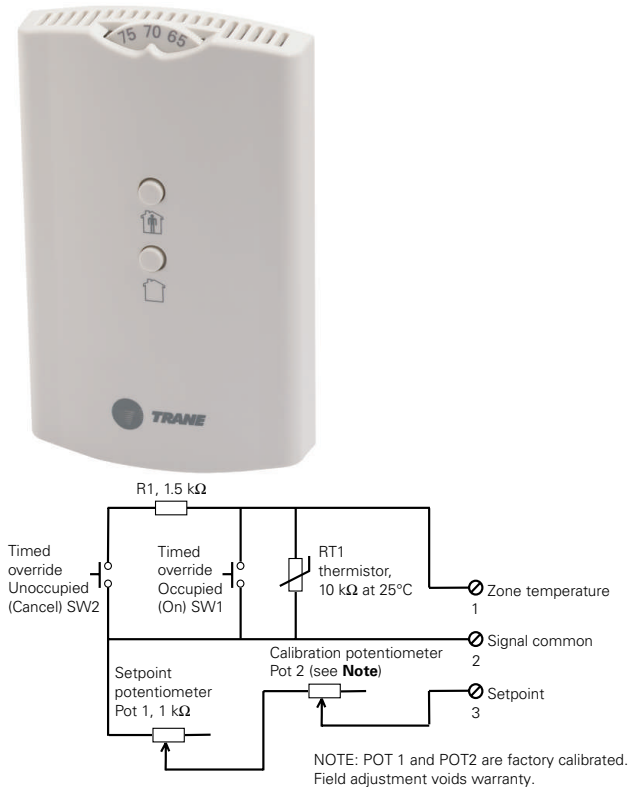 75 70 65
TRANE
R1, 1.5 kΩ
Timed
override
Unoccupied
(Cancel) SW2
Timed
override
Occupied
(On) SW1
RT1
thermistor,
10 kΩ at 25°C
Zone temperature
1
Signal common
2
Setpoint
3
Calibration potentiometer
Pot 2 (see Note)
Setpoint
potentiometer
Pot 1, 1 kΩ
NOTE: POT 1 and POT2 are factory calibrated.
Field adjustment voids warranty.